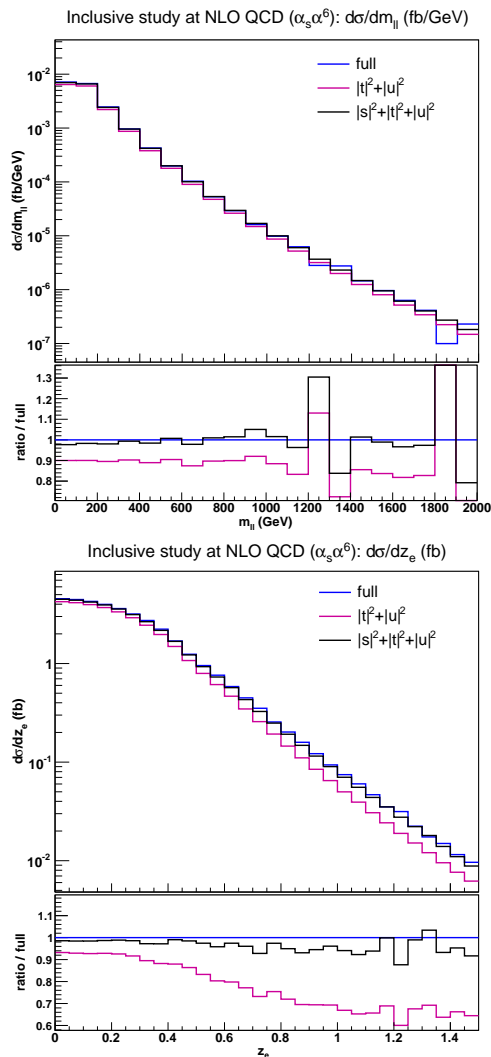 Inclusive study at NLO QCD (αₛα⁶): dσ/dmₗₗ (fb/GeV)
full
|t|²+|u|²
|s|²+|t|²+|u|²
dσ/dmₗₗ (fb/GeV)
10⁻²
10⁻³
10⁻⁴
10⁻⁵
10⁻⁶
10⁻⁷
ratio / full
1.3
1.2
1.1
1
0.9
0.8
0 200 400 600 800 1000 1200 1400 1600 1800 2000
mₗₗ (GeV)
Inclusive study at NLO QCD (αₛα⁶): dσ/dzₑ (fb)
full
|t|²+|u|²
|s|²+|t|²+|u|²
dσ/dzₑ (fb)
1
10⁻¹
10⁻²
ratio / full
1.1
1
0.9
0.8
0.7
0.6
0 0.2 0.4 0.6 0.8 1 1.2 1.4
zₑ